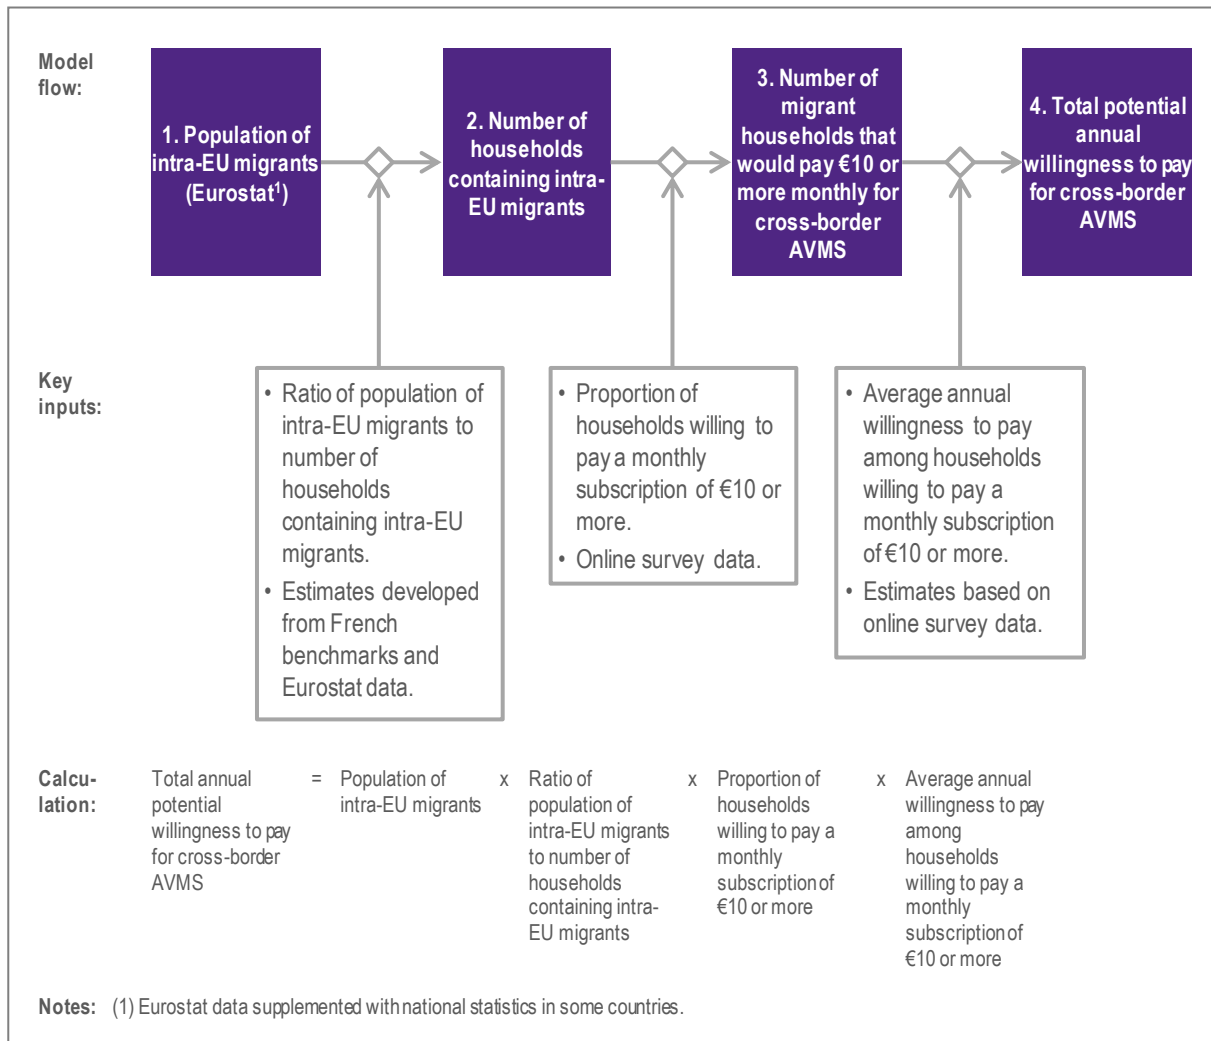 Model
flow:
1. Population of
intra-EU migrants
(Eurostat1)
2. Number of
households
containing intra-
EU migrants
3. Number of
migrant
households that
would pay €10 or
more monthly for
cross-border
AVMS
4. Total potential
annual
willingness to pay
for cross-border
AVMS
Key
inputs:
• Ratio of population of
intra-EU migrants to
number of
households
containing intra-EU
migrants.
• Estimates developed
from French
benchmarks and
Eurostat data.
• Proportion of
households willing to
pay a monthly
subscription of €10 or
more.
• Online survey data.
• Average annual
willingness to pay
among households
willing to pay a
monthly subscription
of €10 or more.
• Estimates based on
online survey data.
Calcu-
lation:
Total annual
potential
willingness to pay
for cross-border
AVMS
=
Population of
intra-EU migrants
x
Ratio of
population of
intra-EU migrants
to number of
households
containing intra-
EU migrants
x
Proportion of
households
willing to pay a
monthly
subscription of
€10 or more
x
Average annual
willingness to pay
among
households
willing to pay a
monthly
subscription of
€10 or more
Notes: (1) Eurostat data supplemented with national statistics in some countries.